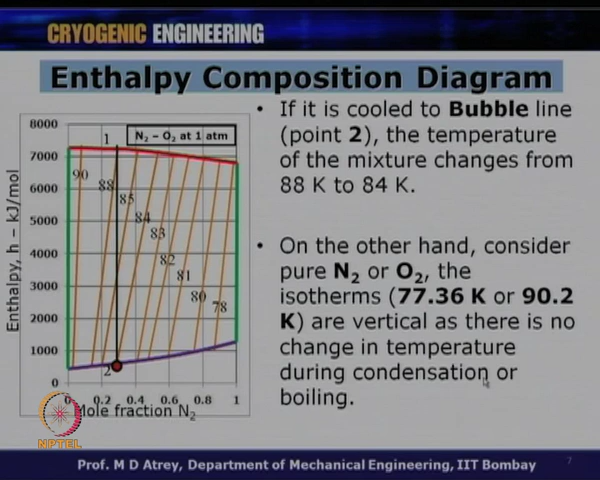 CRYOGENIC ENGINEERING
Enthalpy Composition Diagram
8000
7000
6000
5000
4000
3000
2000
1000
0
Enthalpy, h - kJ/mol
N₂ – O₂ at 1 atm
1
90
88
85
84
83
82
81
80
78
2
0 0.2 0.4 0.6 0.8 1
Mole fraction N₂
• If it is cooled to Bubble line
(point 2), the temperature
of the mixture changes from
88 K to 84 K.
• On the other hand, consider
pure N₂ or O₂, the
isotherms (77.36 K or 90.2
K) are vertical as there is no
change in temperature
during condensation or
boiling.
NPTEL
Prof. M D Atrey, Department of Mechanical Engineering, IIT Bombay
7